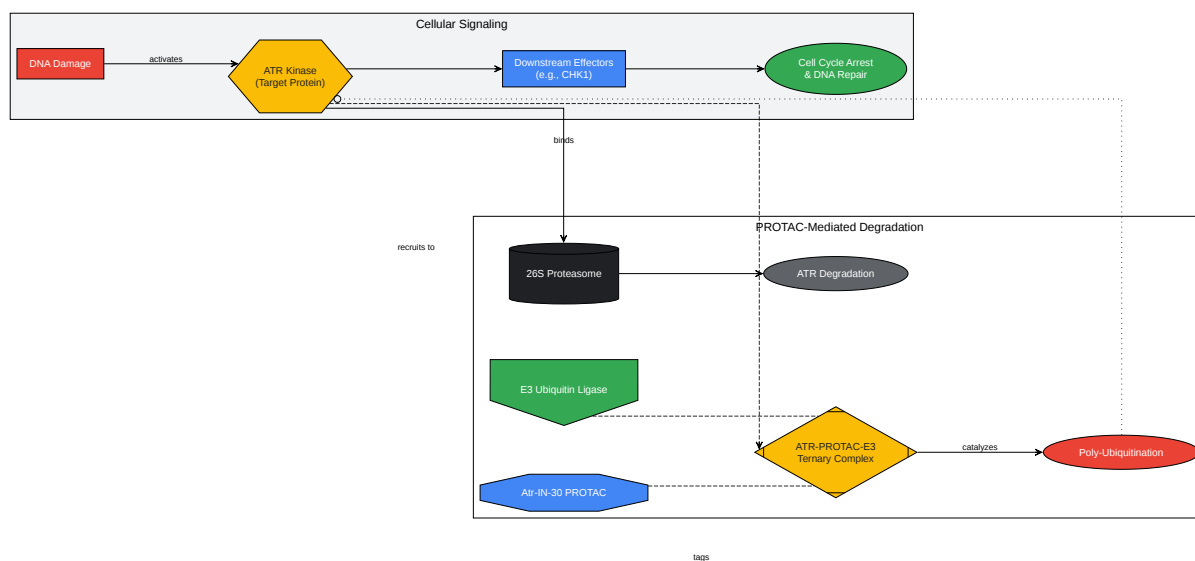 Cellular Signaling
DNA Damage
activates
ATR Kinase
(Target Protein)
Downstream Effectors
(e.g., CHK1)
Cell Cycle Arrest
& DNA Repair
binds
PROTAC-Mediated Degradation
recruits to
26S Proteasome
ATR Degradation
E3 Ubiquitin Ligase
ATR-PROTAC-E3
Ternary Complex
catalyzes
Poly-Ubiquitination
Atr-IN-30 PROTAC
tags